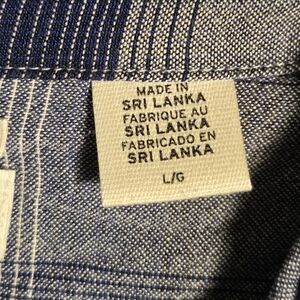 MADE IN
SRI LANKA
FABRIQUE AU
SRI LANKA
FABRICADO EN
SRI LANKA
L/G